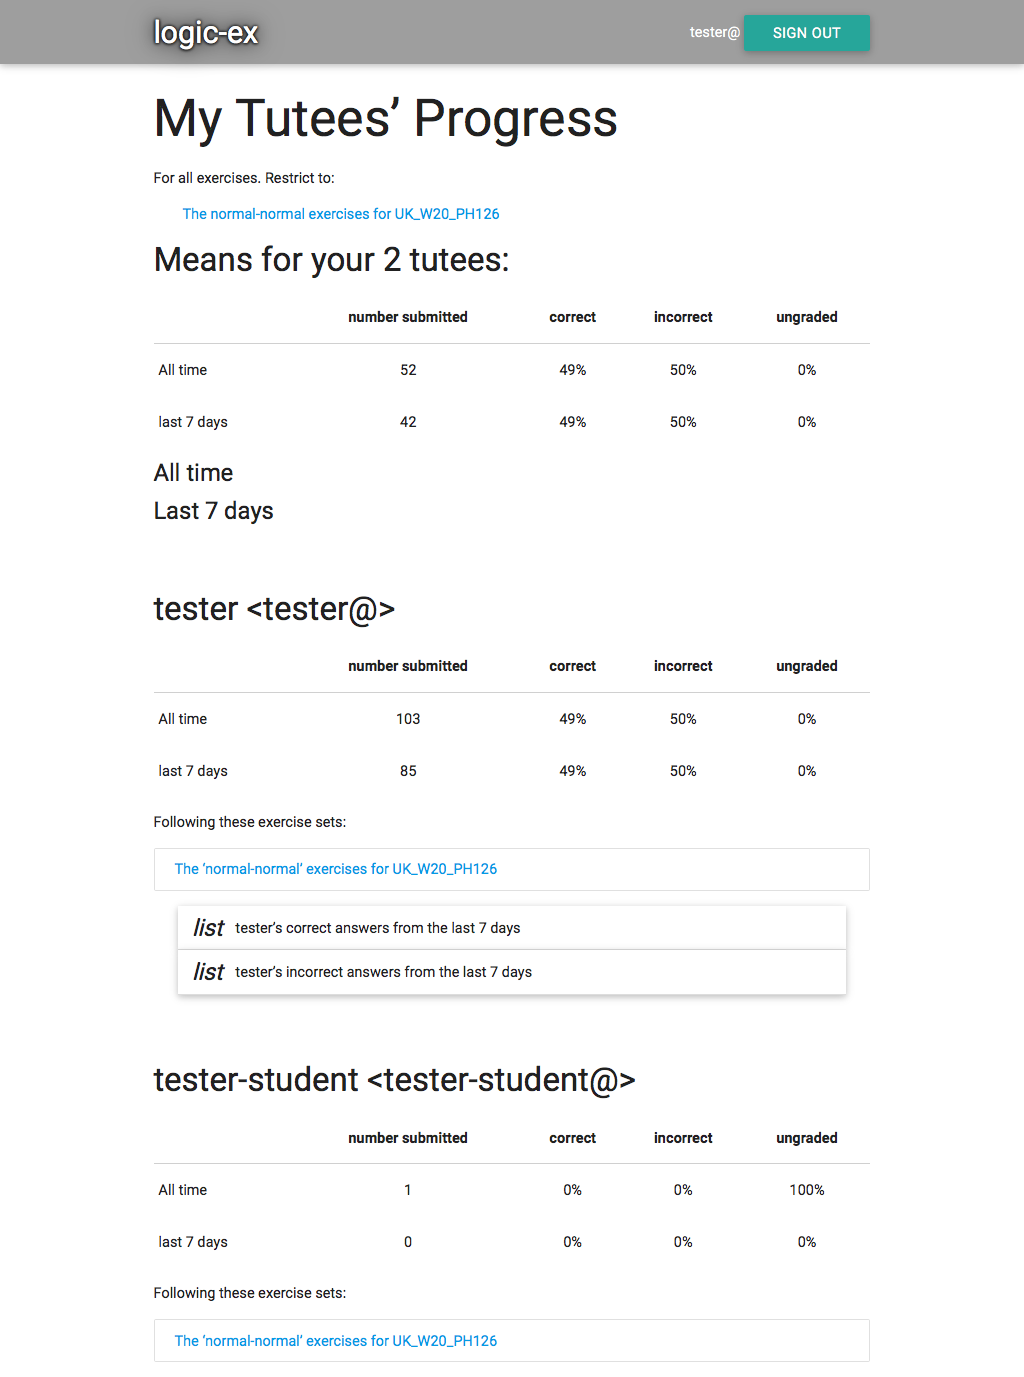 logic-ex
tester@ SIGN OUT
My Tutees’ Progress
For all exercises. Restrict to:
The normal-normal exercises for UK_W20_PH126
Means for your 2 tutees:
number submitted correct incorrect ungraded
All time 52 49% 50% 0%
last 7 days 42 49% 50% 0%
All time
Last 7 days
tester <tester@>
number submitted correct incorrect ungraded
All time 103 49% 50% 0%
last 7 days 85 49% 50% 0%
Following these exercise sets:
The ‘normal-normal’ exercises for UK_W20_PH126
list tester’s correct answers from the last 7 days
list tester’s incorrect answers from the last 7 days
tester-student <tester-student@>
number submitted correct incorrect ungraded
All time 1 0% 0% 100%
last 7 days 0 0% 0% 0%
Following these exercise sets:
The ‘normal-normal’ exercises for UK_W20_PH126